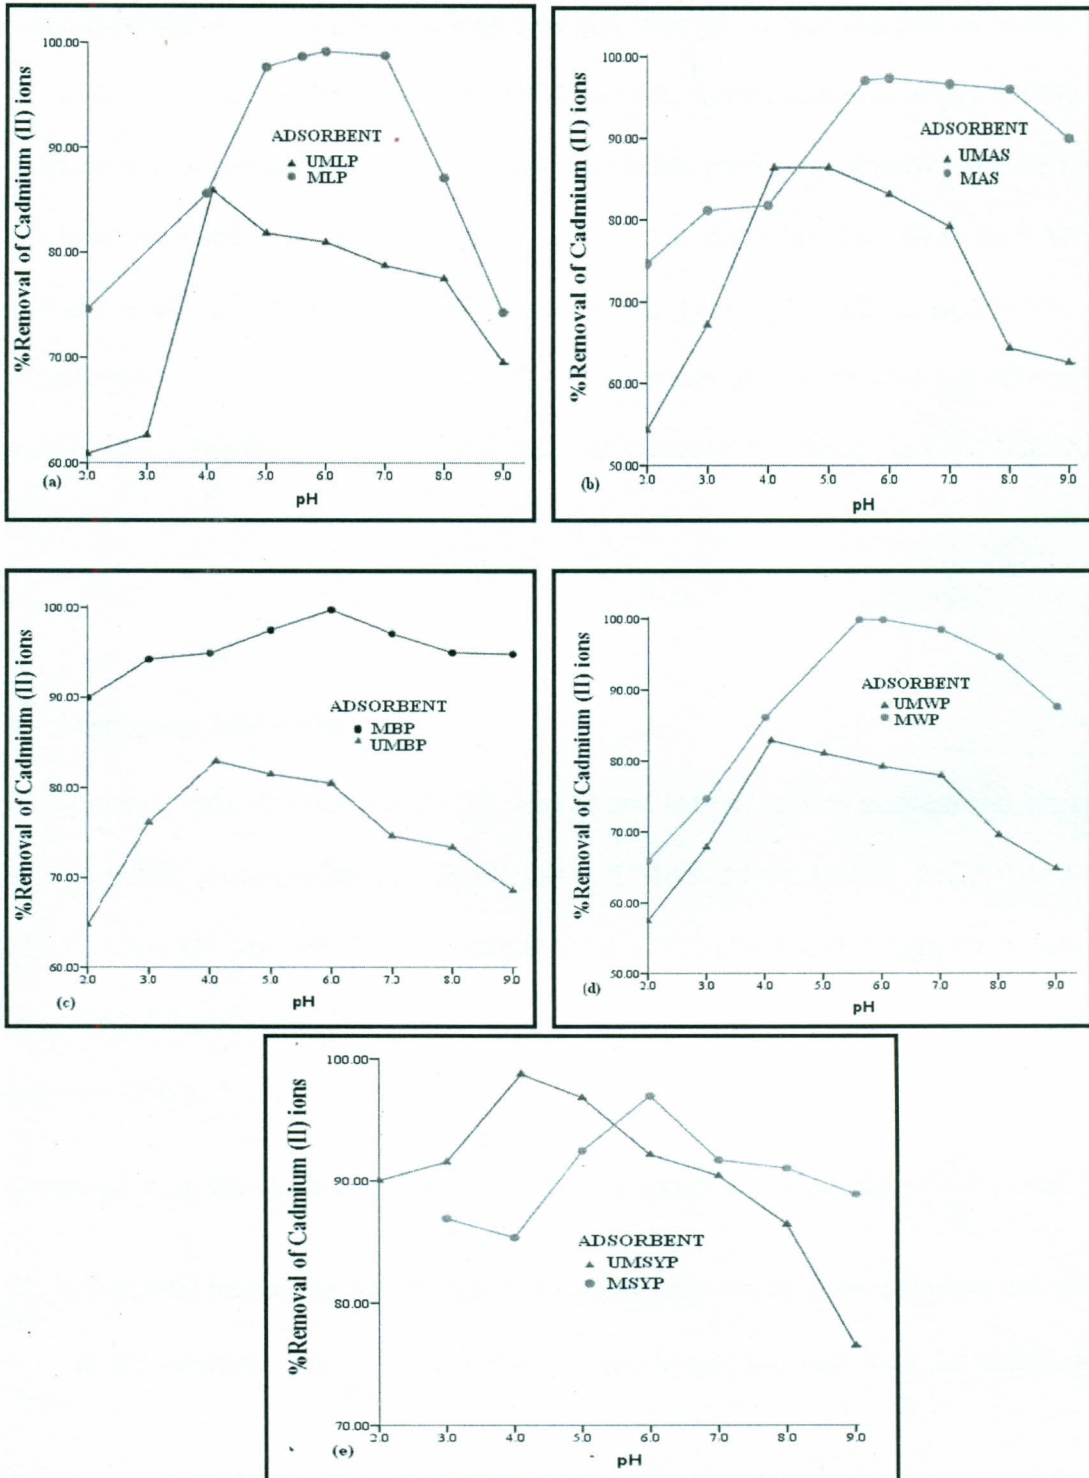 %Removal of Cadmium (II) ions
100.00
90.00
80.00
70.00
60.00
ADSORBENT
UMLP
MLP
2.0 3.0 4.0 5.0 6.0 7.0 8.0 9.0
(a)
pH
%Removal of Cadmium (II) ions
100.00
90.00
80.00
70.00
60.00
50.00
ADSORBENT
UMAS
MAS
2.0 3.0 4.0 5.0 6.0 7.0 8.0 9.0
(b)
pH
%Removal of Cadmium (II) ions
100.00
90.00
80.00
70.00
60.00
ADSORBENT
MBP
UMBP
2.0 3.0 4.0 5.0 6.0 7.0 8.0 9.0
(c)
pH
%Removal of Cadmium (II) ions
100.00
90.00
80.00
70.00
60.00
50.00
ADSORBENT
UMWP
MWP
2.0 3.0 4.0 5.0 6.0 7.0 8.0 9.0
(d)
pH
%Removal of Cadmium (II) ions
100.00
90.00
80.00
70.00
ADSORBENT
UMSYP
MSYP
2.0 3.0 4.0 5.0 6.0 7.0 8.0 9.0
(e)
pH